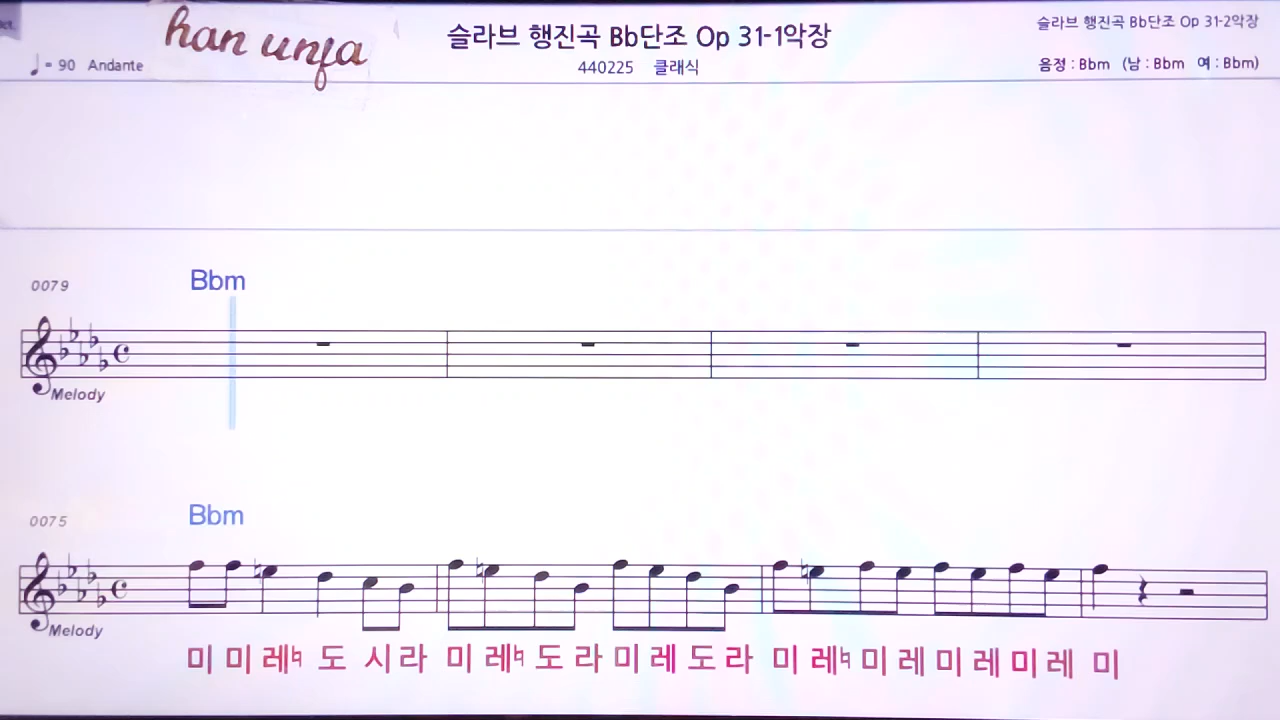 han unfa
슬라브 행진곡 Bb단조 Op 31-1악장
슬라브 행진곡 Bb단조 Op 31-2악장
♩= 90 Andante
440225 클래식
음정 : Bbm (남 : Bbm 여 : Bbm)
0079
Bbm
Melody
0075
Bbm
Melody
미 미 레♮ 도 시 라 미 레♮ 도 라 미 레 도 라 미 레♮ 미 레 미 레 미 레 미